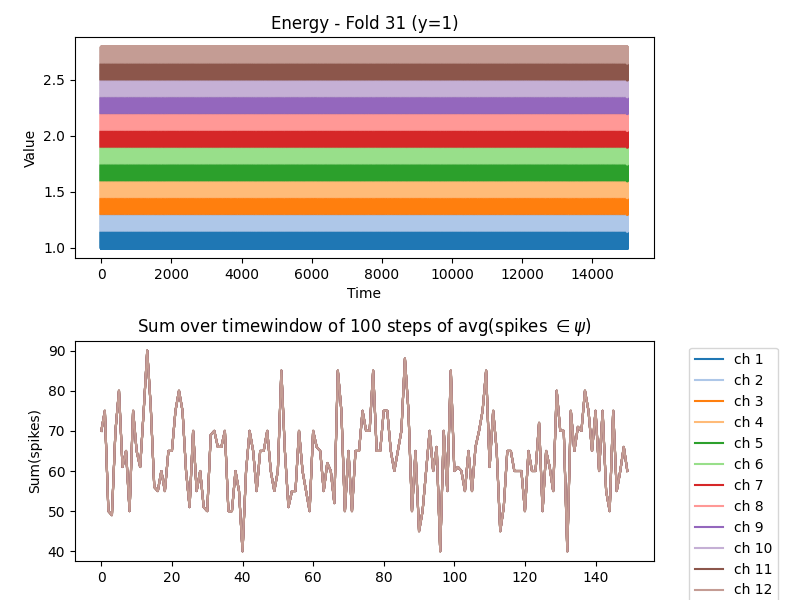 Energy - Fold 31 (y=1)
2.5
2.0
1.5
1.0
Value
0 2000 4000 6000 8000 10000 12000 14000
Time
Sum over timewindow of 100 steps of avg(spikes ∈ ψ)
90
80
70
60
50
40
Sum(spikes)
0 20 40 60 80 100 120 140
ch 1
ch 2
ch 3
ch 4
ch 5
ch 6
ch 7
ch 8
ch 9
ch 10
ch 11
ch 12